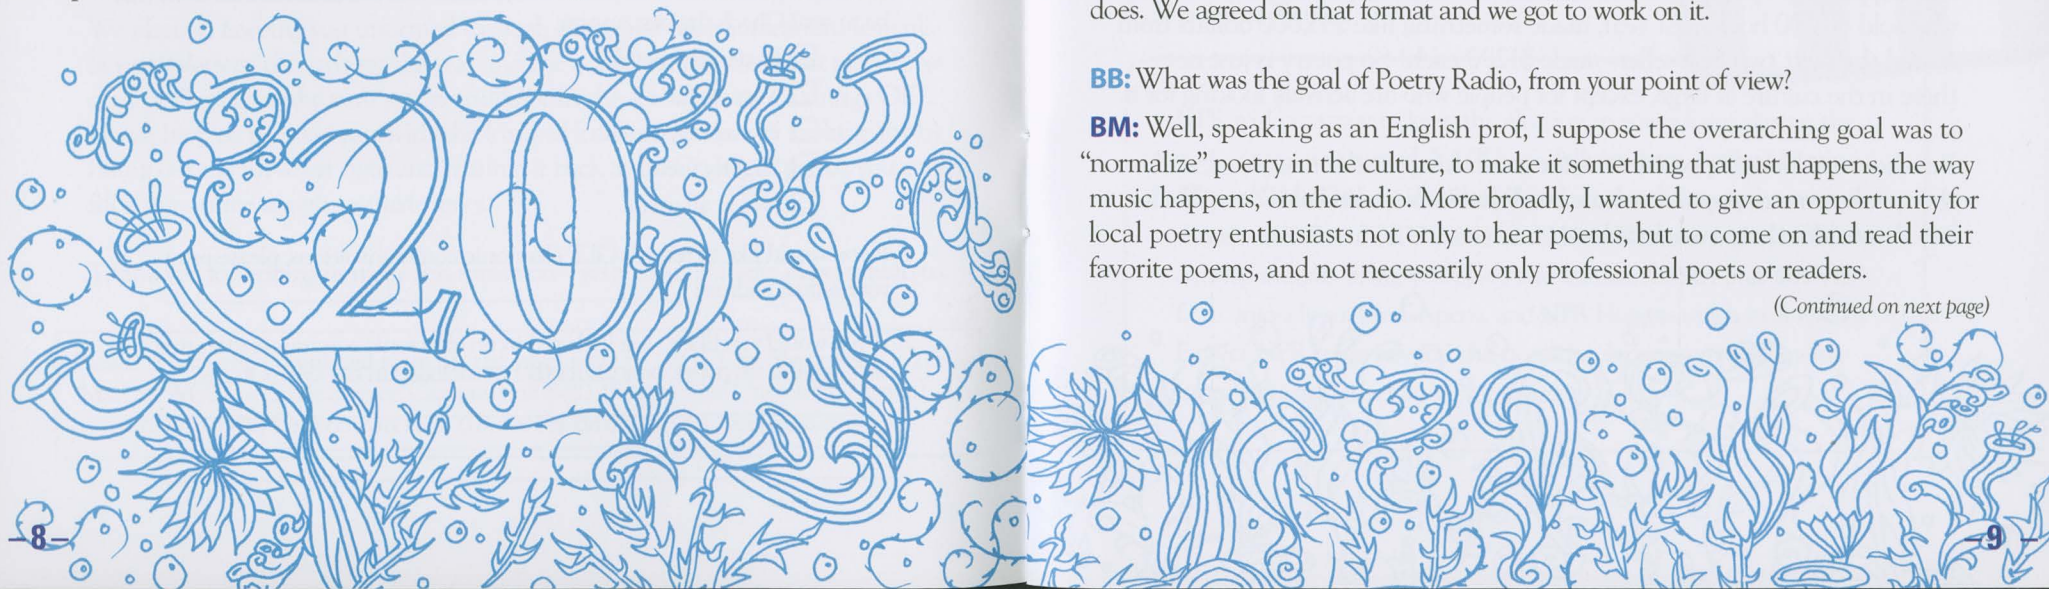 20
–8–
does. We agreed on that format and we got to work on it.
BB: What was the goal of Poetry Radio, from your point of view?
BM: Well, speaking as an English prof, I suppose the overarching goal was to
“normalize” poetry in the culture, to make it something that just happens, the way
music happens, on the radio. More broadly, I wanted to give an opportunity for
local poetry enthusiasts not only to hear poems, but to come on and read their
favorite poems, and not necessarily only professional poets or readers.
(Continued on next page)
–9–